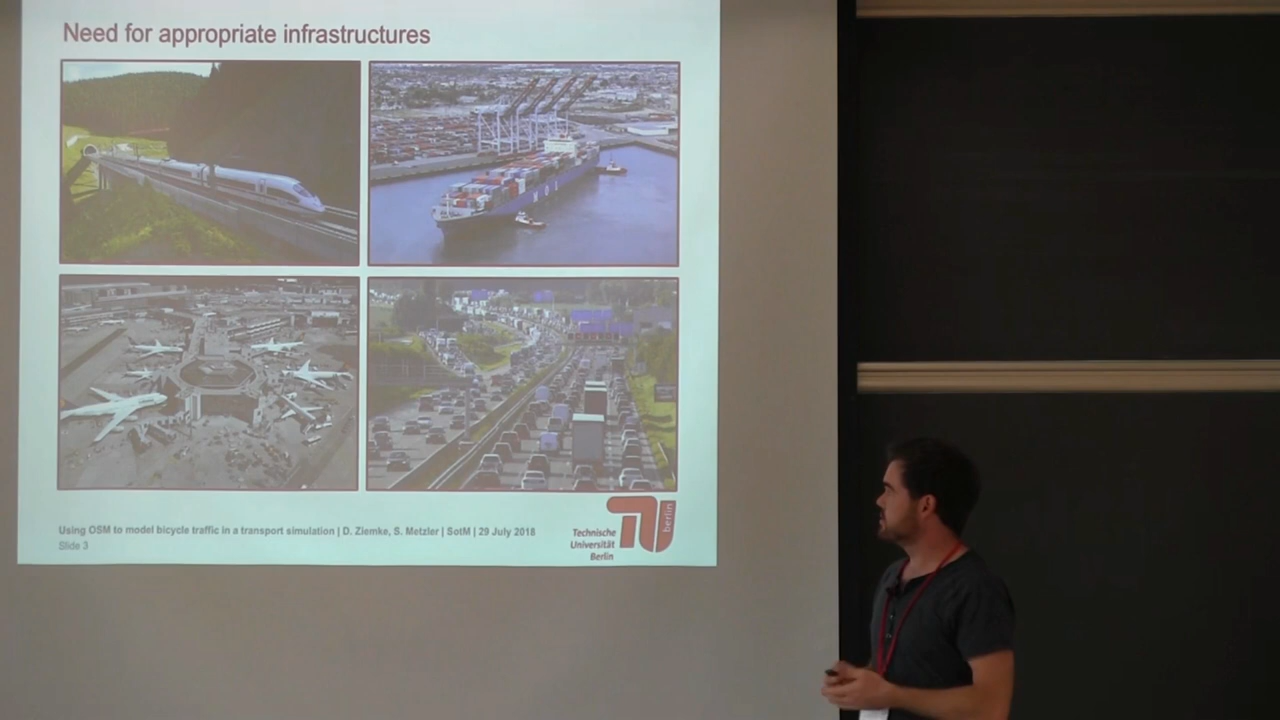 Need for appropriate infrastructures
MOL
Using OSM to model bicycle traffic in a transport simulation | D. Ziemke, S. Metzler | SotM | 29 July 2018
Slide 3
Technische
Universität
Berlin
berlin